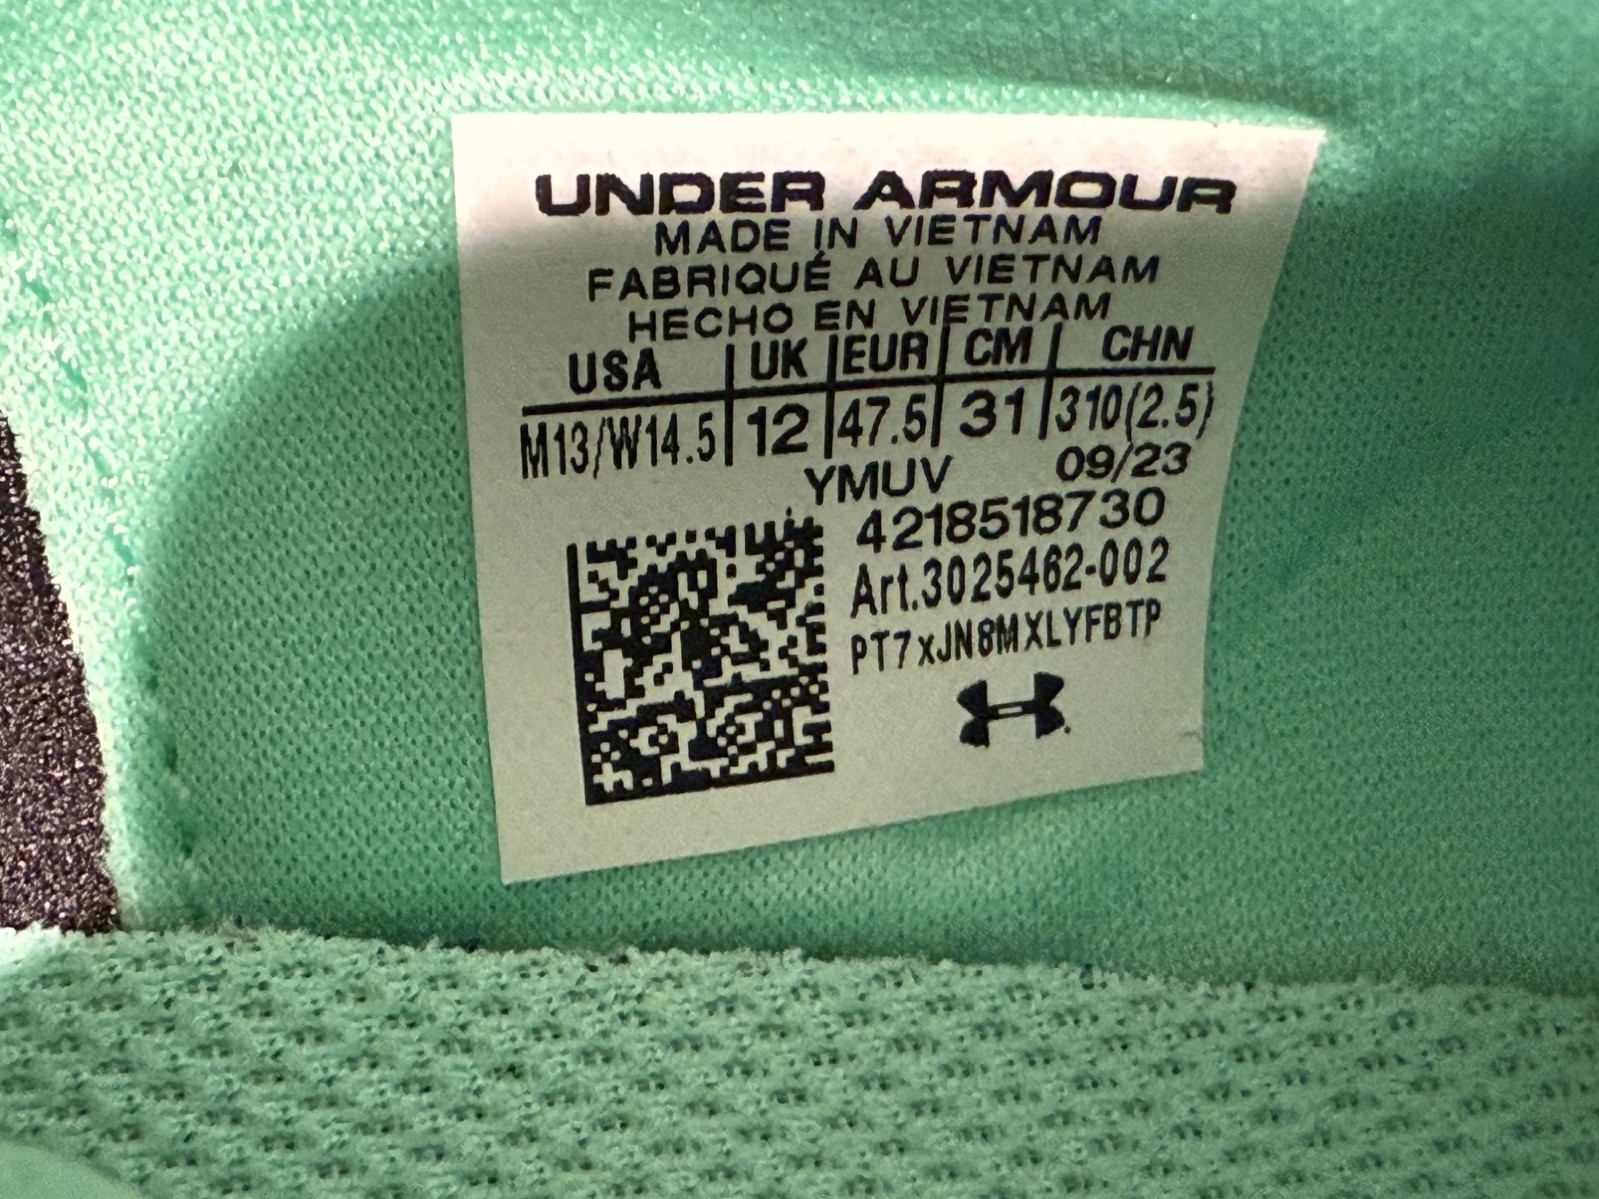 UNDER ARMOUR
MADE IN VIETNAM
FABRIQUÉ AU VIETNAM
HECHO EN VIETNAM
USA | UK | EUR | CM | CHN
M13/W14.5 | 12 | 47.5 | 31 | 310(2.5)
YMUV 09/23
4218518730
Art.3025462-002
PT7xJN8MXLYFBTP